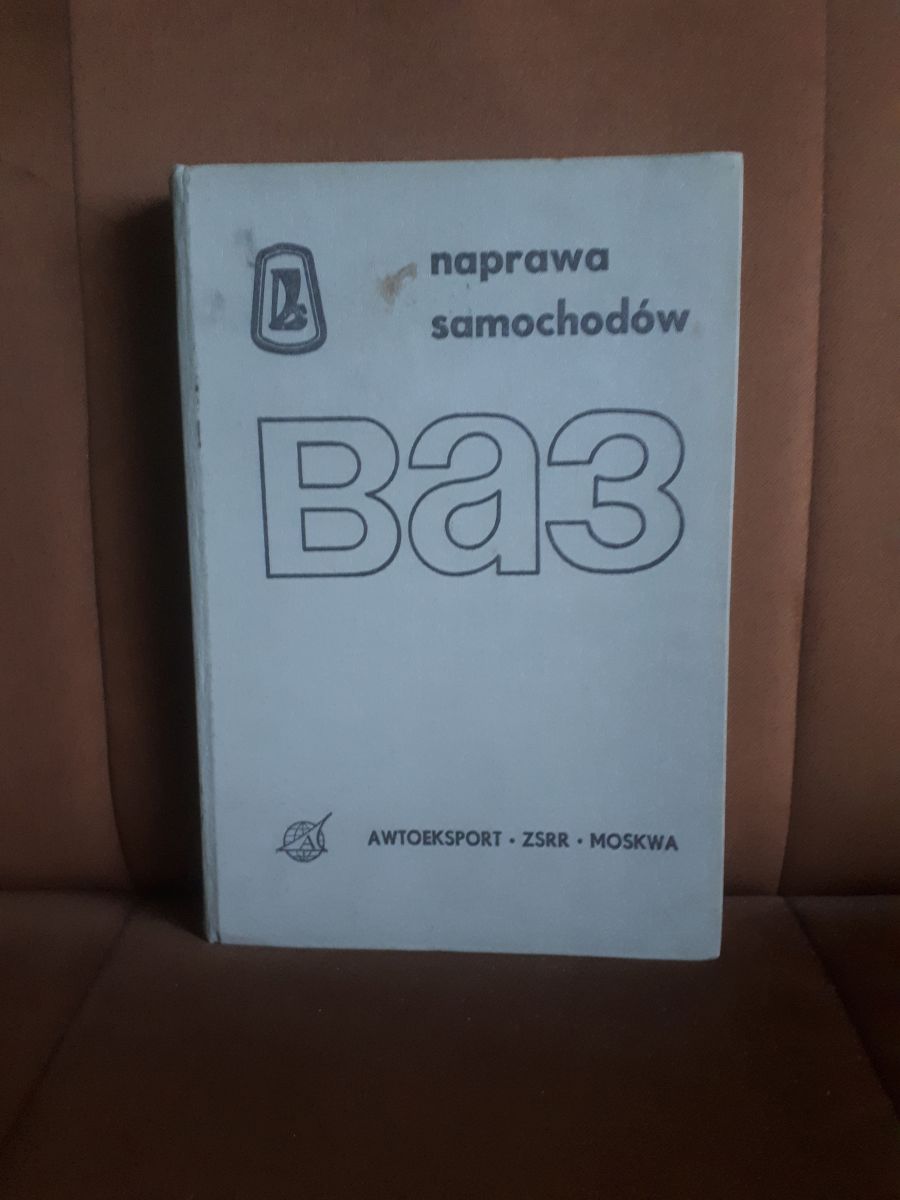 naprawa
samochodów
Ваз
AWTOEKSPORT · ZSRR · MOSKWA